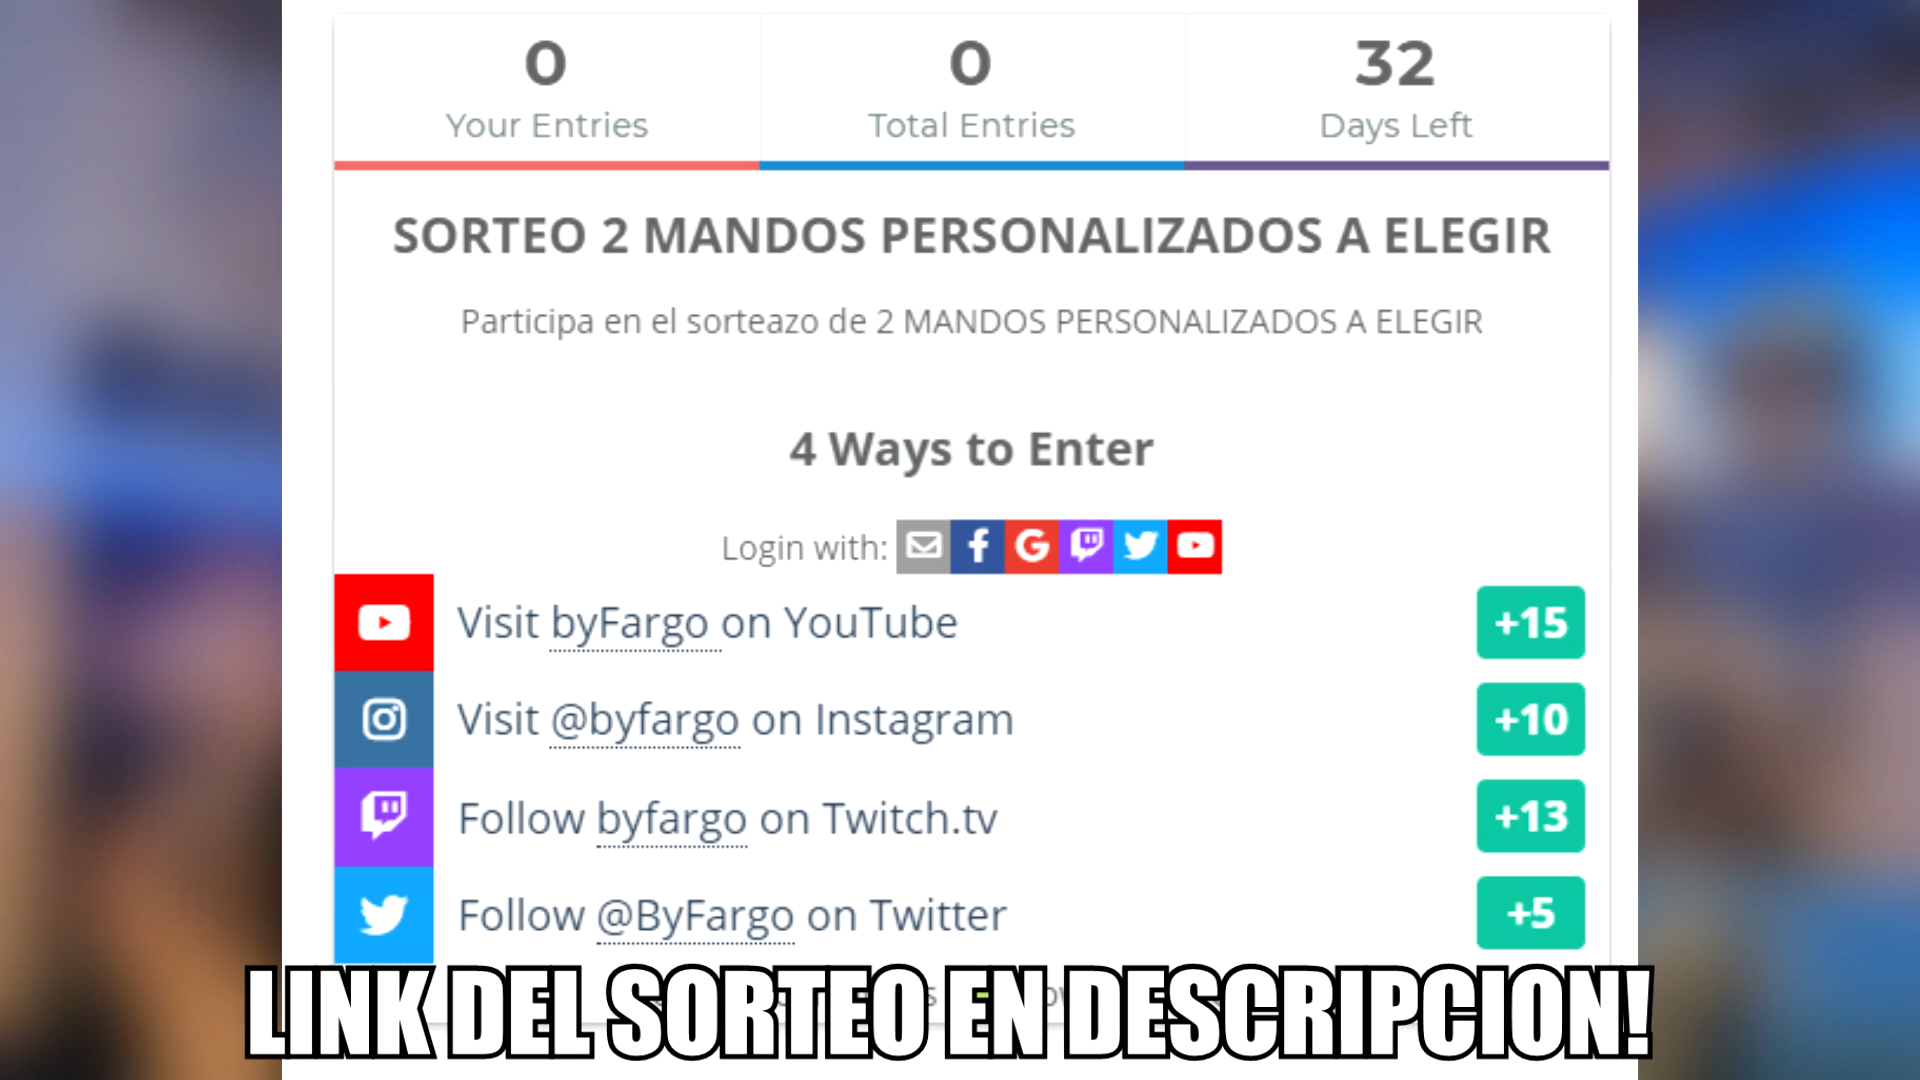 0
Your Entries
0
Total Entries
32
Days Left
SORTEO 2 MANDOS PERSONALIZADOS A ELEGIR
Participa en el sorteazo de 2 MANDOS PERSONALIZADOS A ELEGIR
4 Ways to Enter
Login with:
Visit byFargo on YouTube +15
Visit @byfargo on Instagram +10
Follow byfargo on Twitch.tv +13
Follow @ByFargo on Twitter +5
LINK DEL SORTEO EN DESCRIPCION!